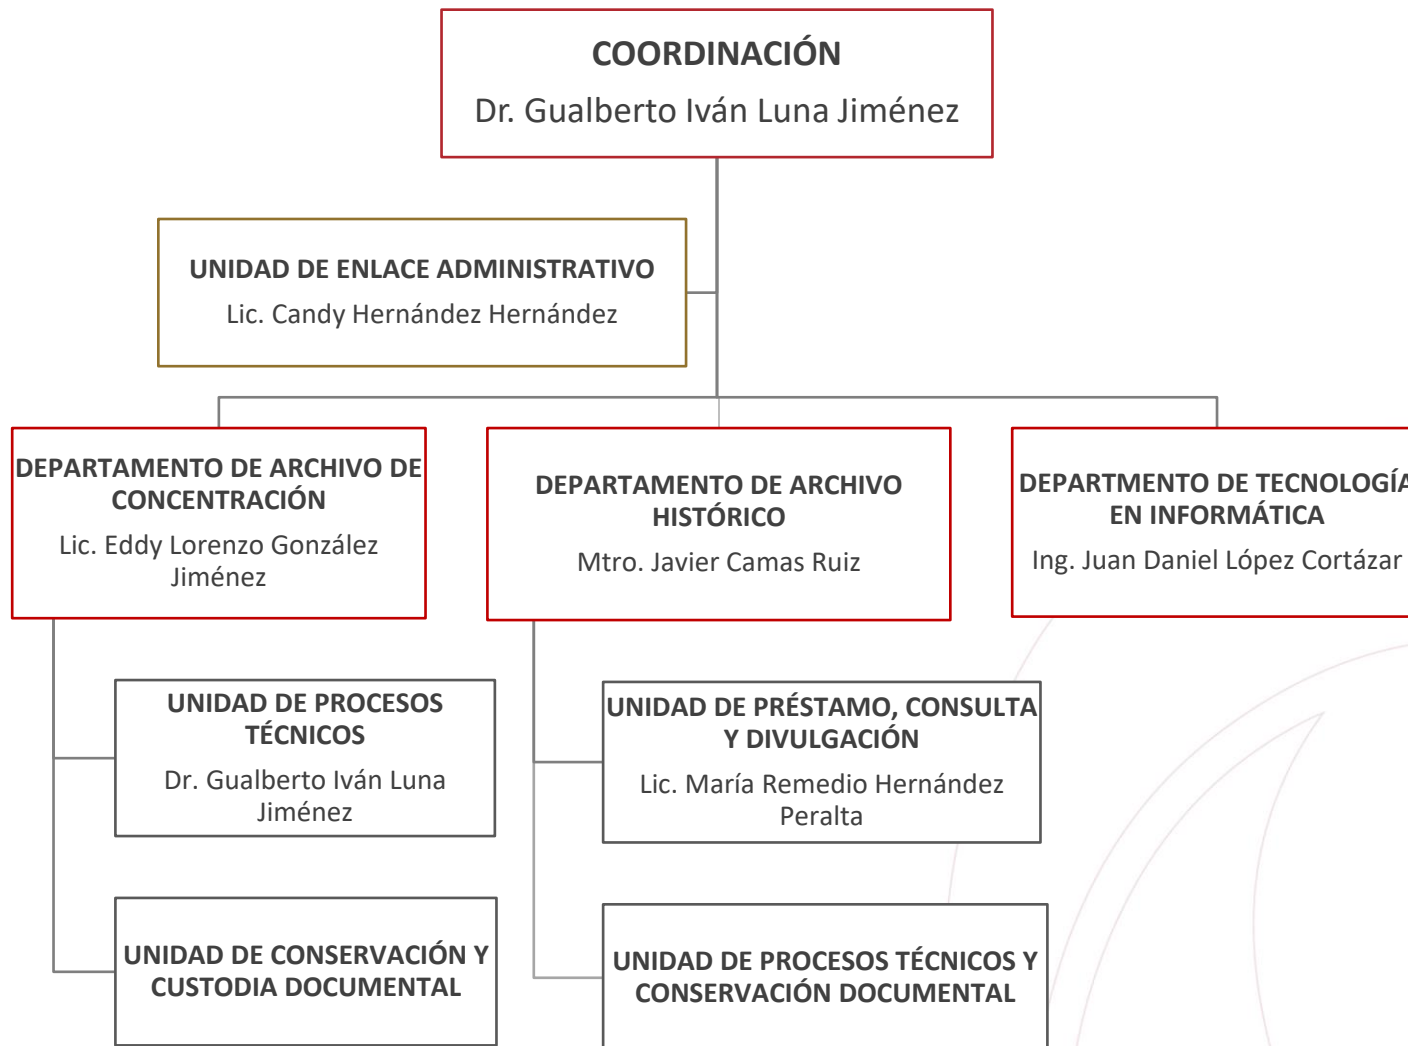 COORDINACIÓN
Dr. Gualberto Iván Luna Jiménez
UNIDAD DE ENLACE ADMINISTRATIVO
Lic. Candy Hernández Hernández
DEPARTAMENTO DE ARCHIVO DE
CONCENTRACIÓN
Lic. Eddy Lorenzo González
Jiménez
DEPARTAMENTO DE ARCHIVO
HISTÓRICO
Mtro. Javier Camas Ruiz
DEPARTMENTO DE TECNOLOGÍA
EN INFORMÁTICA
Ing. Juan Daniel López Cortázar
UNIDAD DE PROCESOS
TÉCNICOS
Dr. Gualberto Iván Luna
Jiménez
UNIDAD DE PRÉSTAMO, CONSULTA
Y DIVULGACIÓN
Lic. María Remedio Hernández
Peralta
UNIDAD DE CONSERVACIÓN Y
CUSTODIA DOCUMENTAL
UNIDAD DE PROCESOS TÉCNICOS Y
CONSERVACIÓN DOCUMENTAL